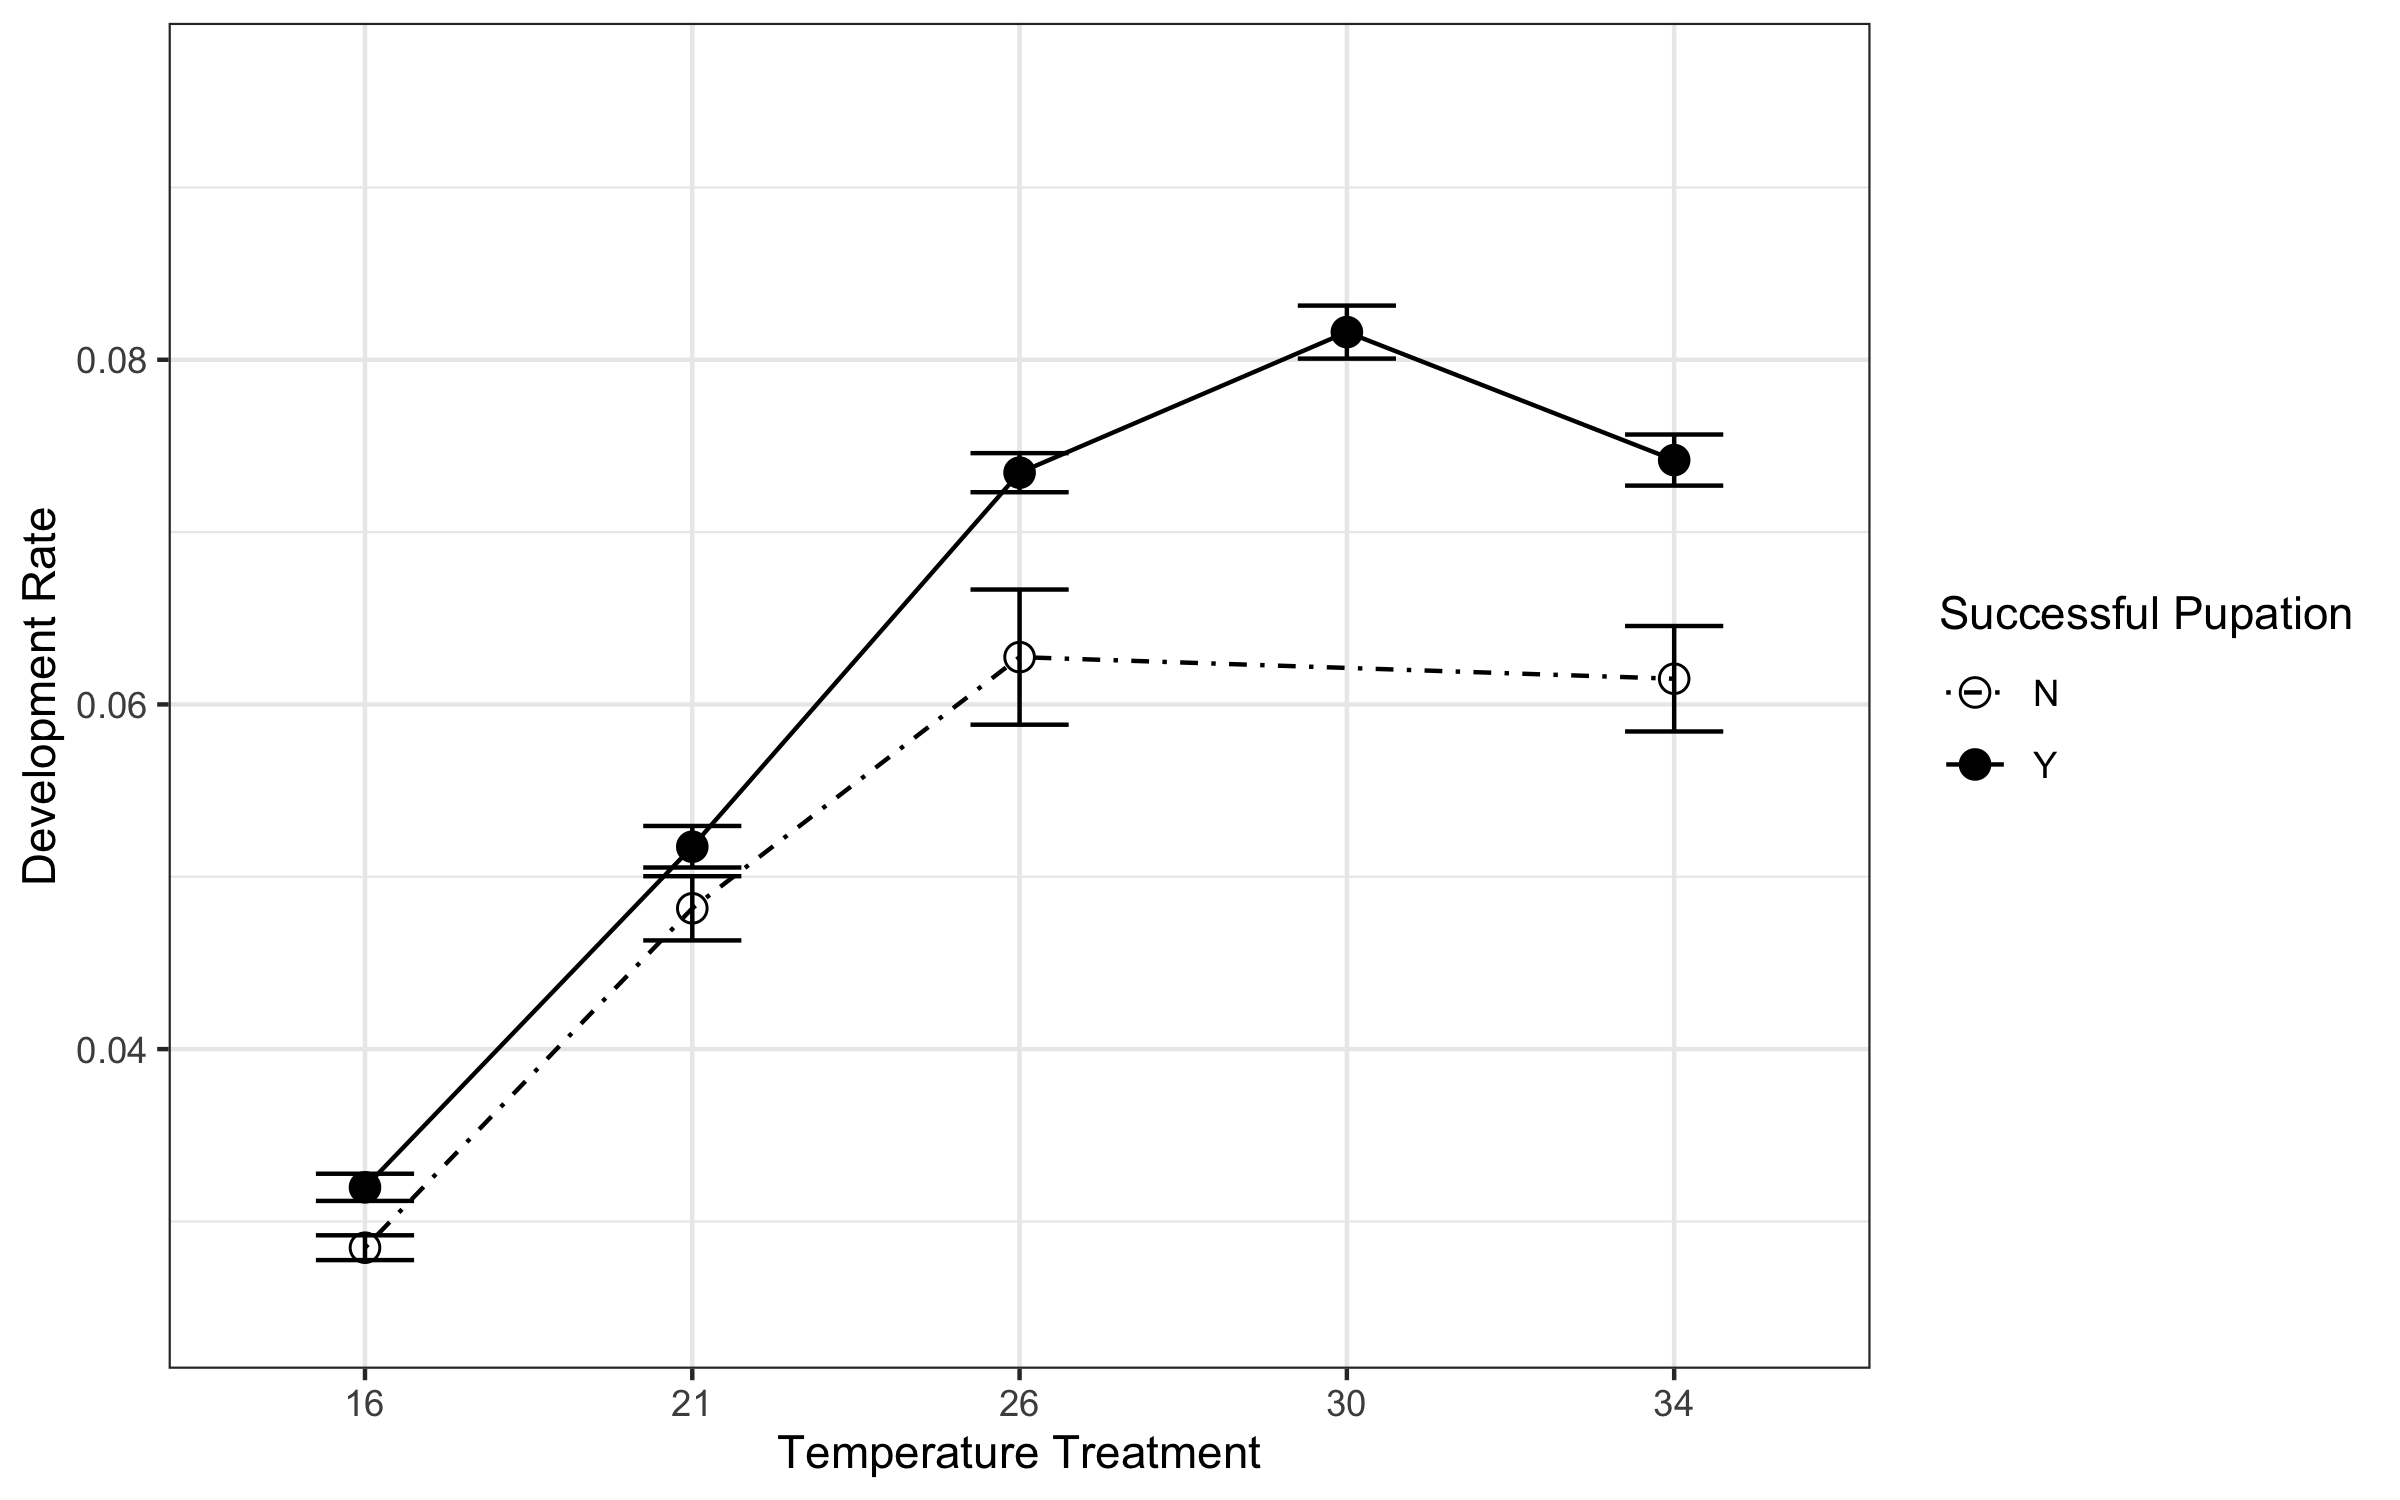 Development Rate
0.08
0.06
0.04
16 21 26 30 34
Temperature Treatment
Successful Pupation
N
Y